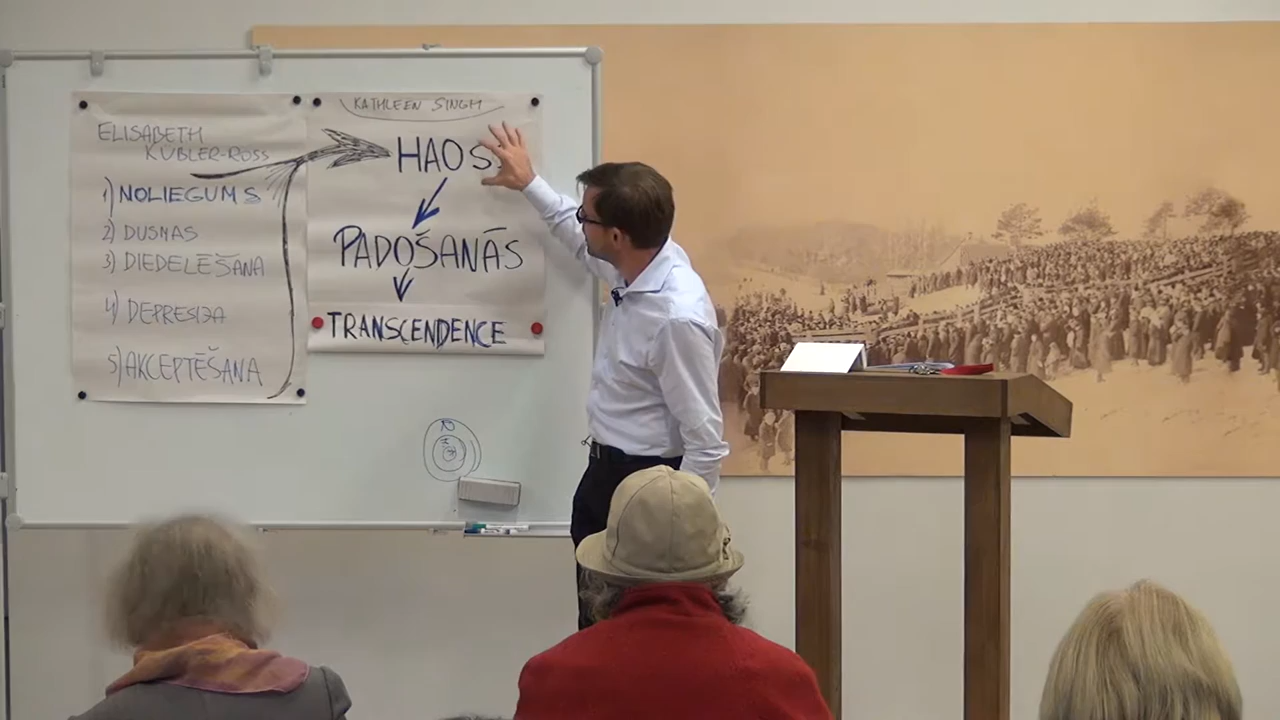 ELISABETH
KÜBLER-ROSS
1) NOLIEGUMS
2) DUSMAS
3) DIEDELĒŠANA
4) DEPRESIJA
5) AKCEPTĒŠANA
KATHLEEN SINGH
HAOSS
PADOŠANĀS
TRANSCENDENCE